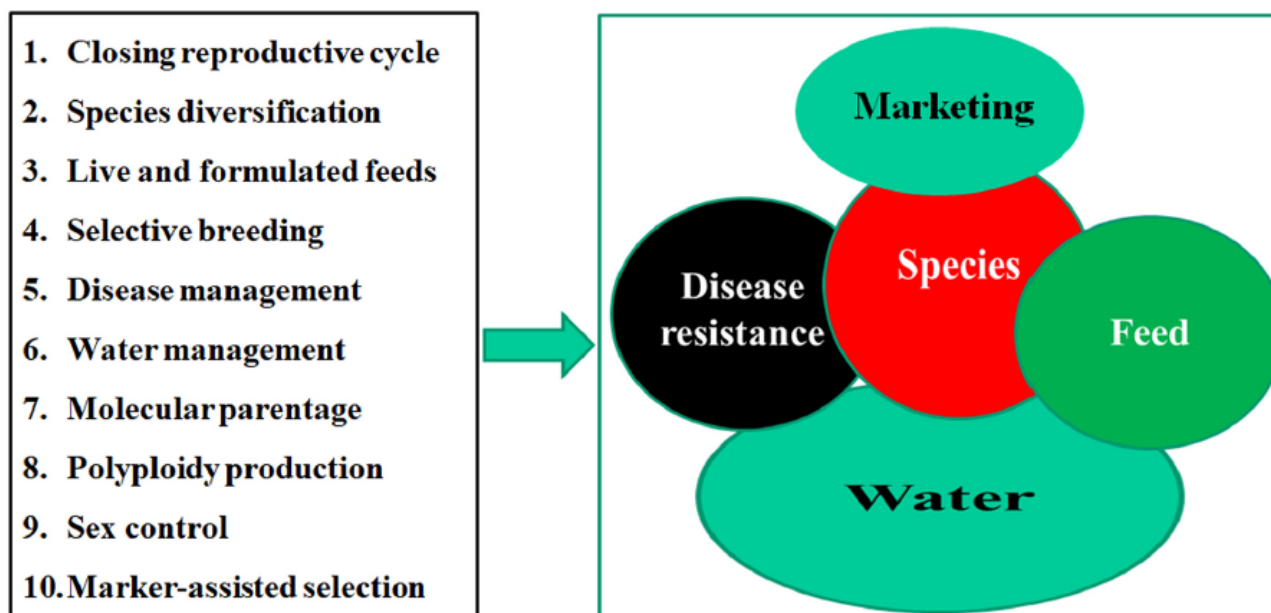 1. Closing reproductive cycle
2. Species diversification
3. Live and formulated feeds
4. Selective breeding
5. Disease management
6. Water management
7. Molecular parentage
8. Polyploidy production
9. Sex control
10. Marker-assisted selection
Marketing
Species
Disease
resistance
Feed
Water